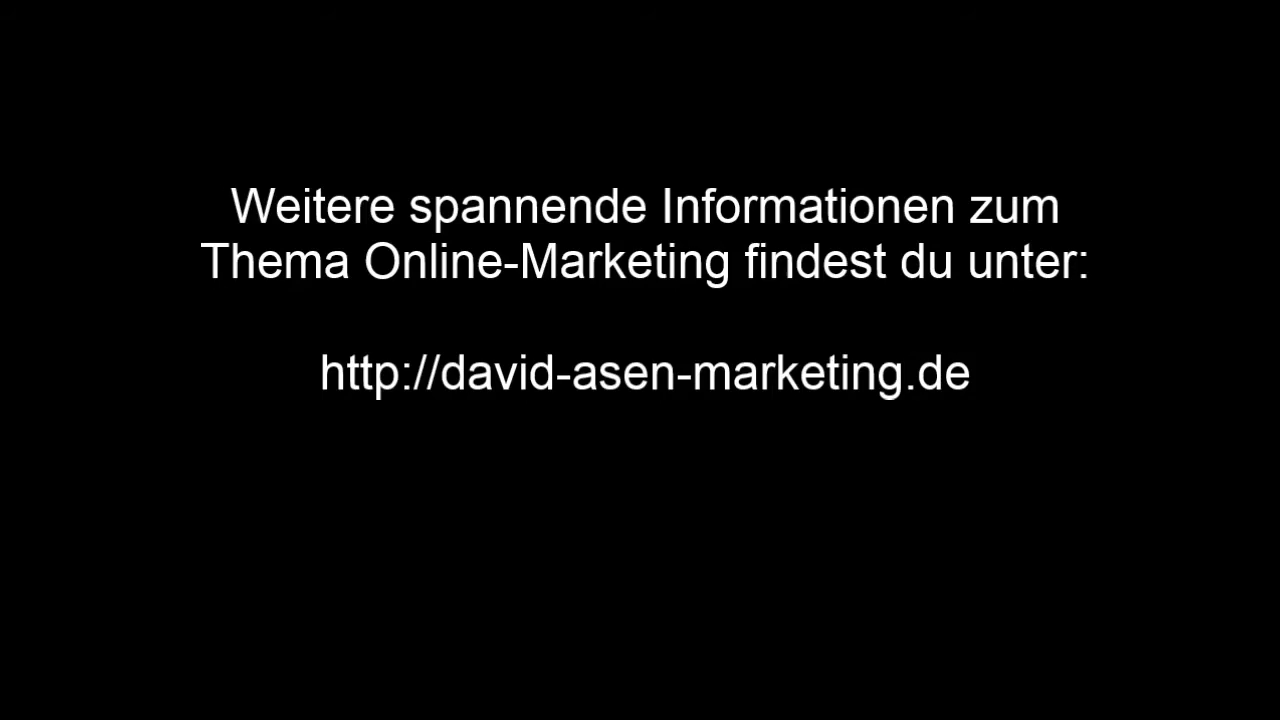 Weitere spannende Informationen zum
Thema Online-Marketing findest du unter:
http://david-asen-marketing.de